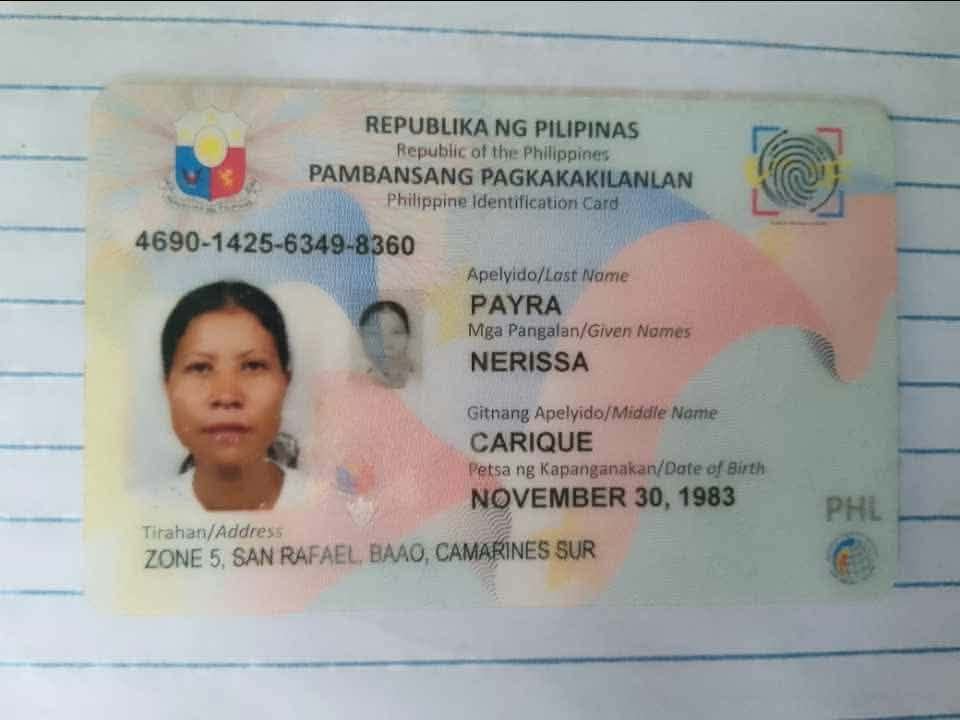 REPUBLIKA NG PILIPINAS
Republic of the Philippines
PAMBANSANG PAGKAKAKILANLAN
Philippine Identification Card
4690-1425-6349-8360
Apelyido/Last Name
PAYRA
Mga Pangalan/Given Names
NERISSA
Gitnang Apelyido/Middle Name
CARIQUE
Petsa ng Kapanganakan/Date of Birth
NOVEMBER 30, 1983
PHL
Tirahan/Address
ZONE 5, SAN RAFAEL, BAAO, CAMARINES SUR